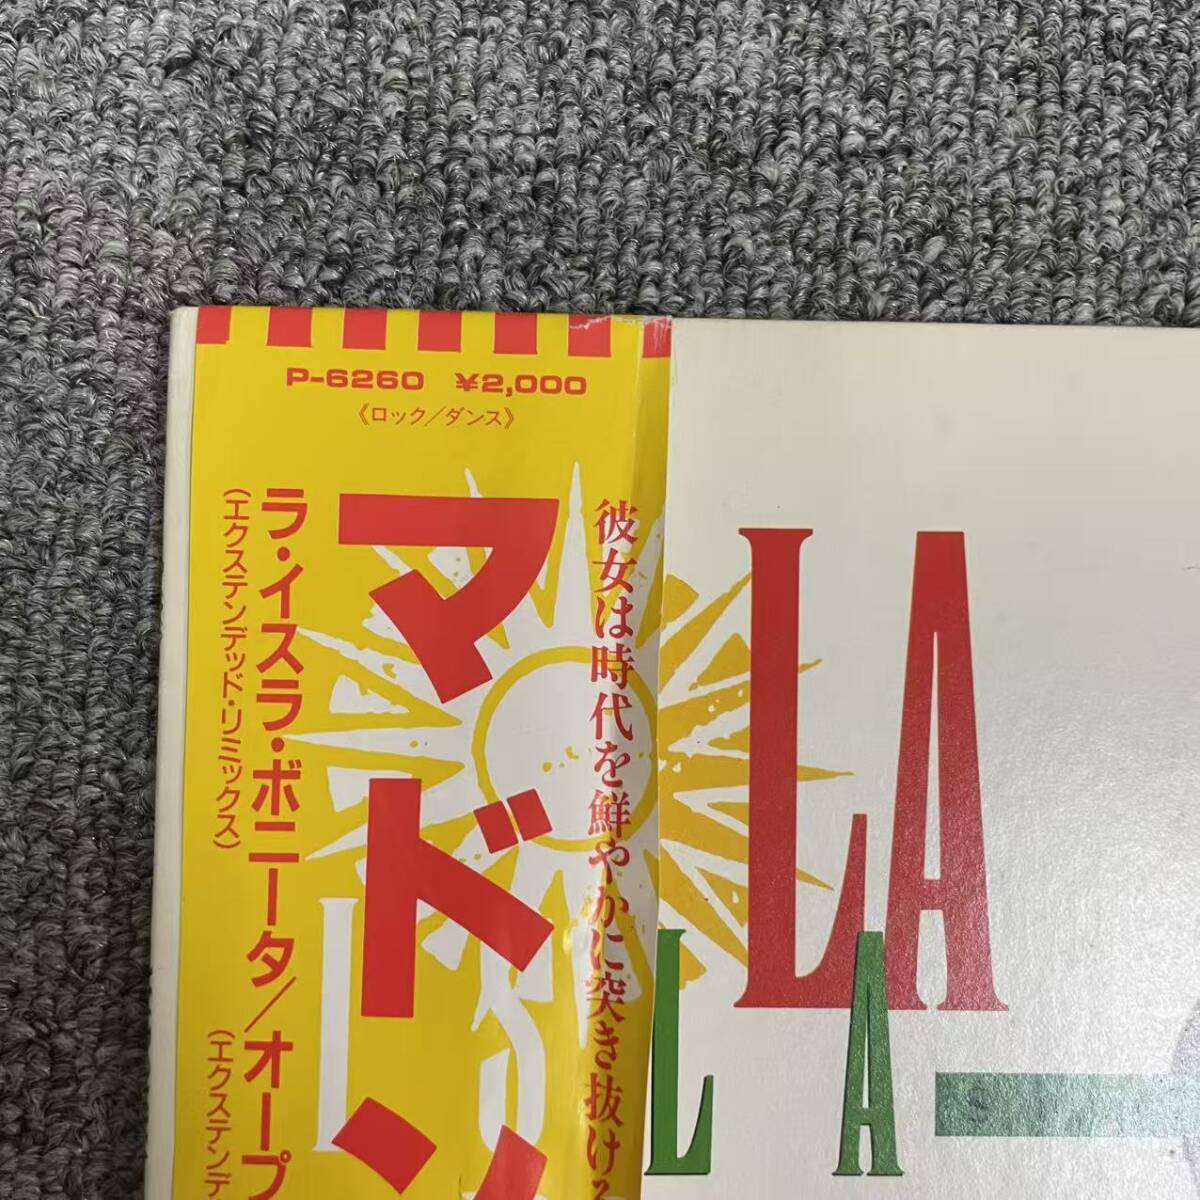 P-6260 ¥2,000
《ロック/ダンス》
彼女は時代を鮮やかに突き抜ける
マドン
ラ・イスラ・ボニータ/オープ
(エクステンデッド・リミックス)
(エクステンデ
LA
LA
S